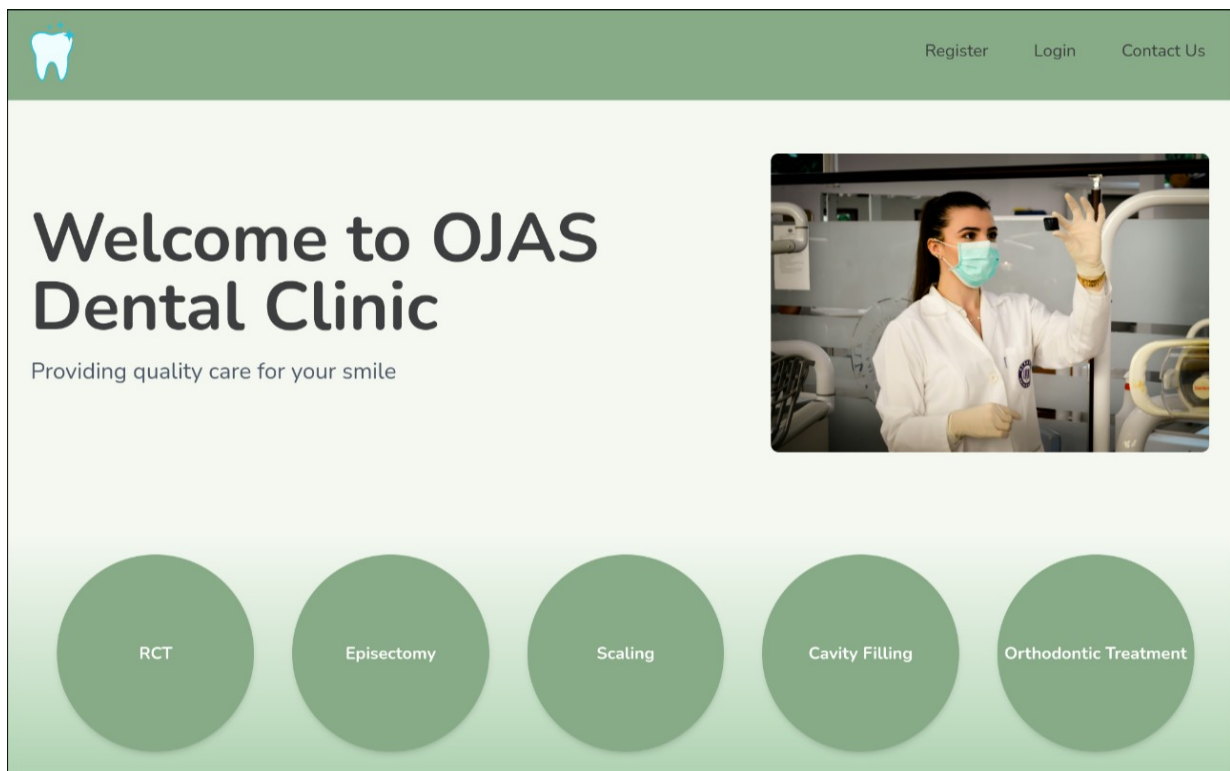 Register Login Contact Us
Welcome to OJAS
Dental Clinic
Providing quality care for your smile
RCT Episectomy Scaling Cavity Filling Orthodontic Treatment